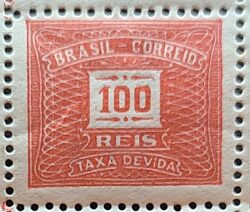 BRASIL - CORREIO
100
REIS
TAXA DEVIDA